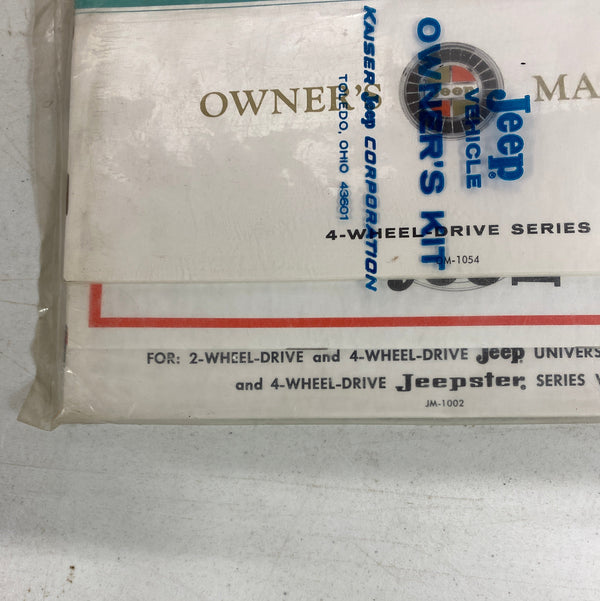 OWNER'S MA
4-WHEEL-DRIVE SERIES
OM-1054
Jeep®
VEHICLE
OWNER'S KIT
KAISER Jeep CORPORATION
TOLEDO, OHIO 43601
FOR: 2-WHEEL-DRIVE and 4-WHEEL-DRIVE Jeep UNIVERS
and 4-WHEEL-DRIVE Jeepster® SERIES V
JM-1002